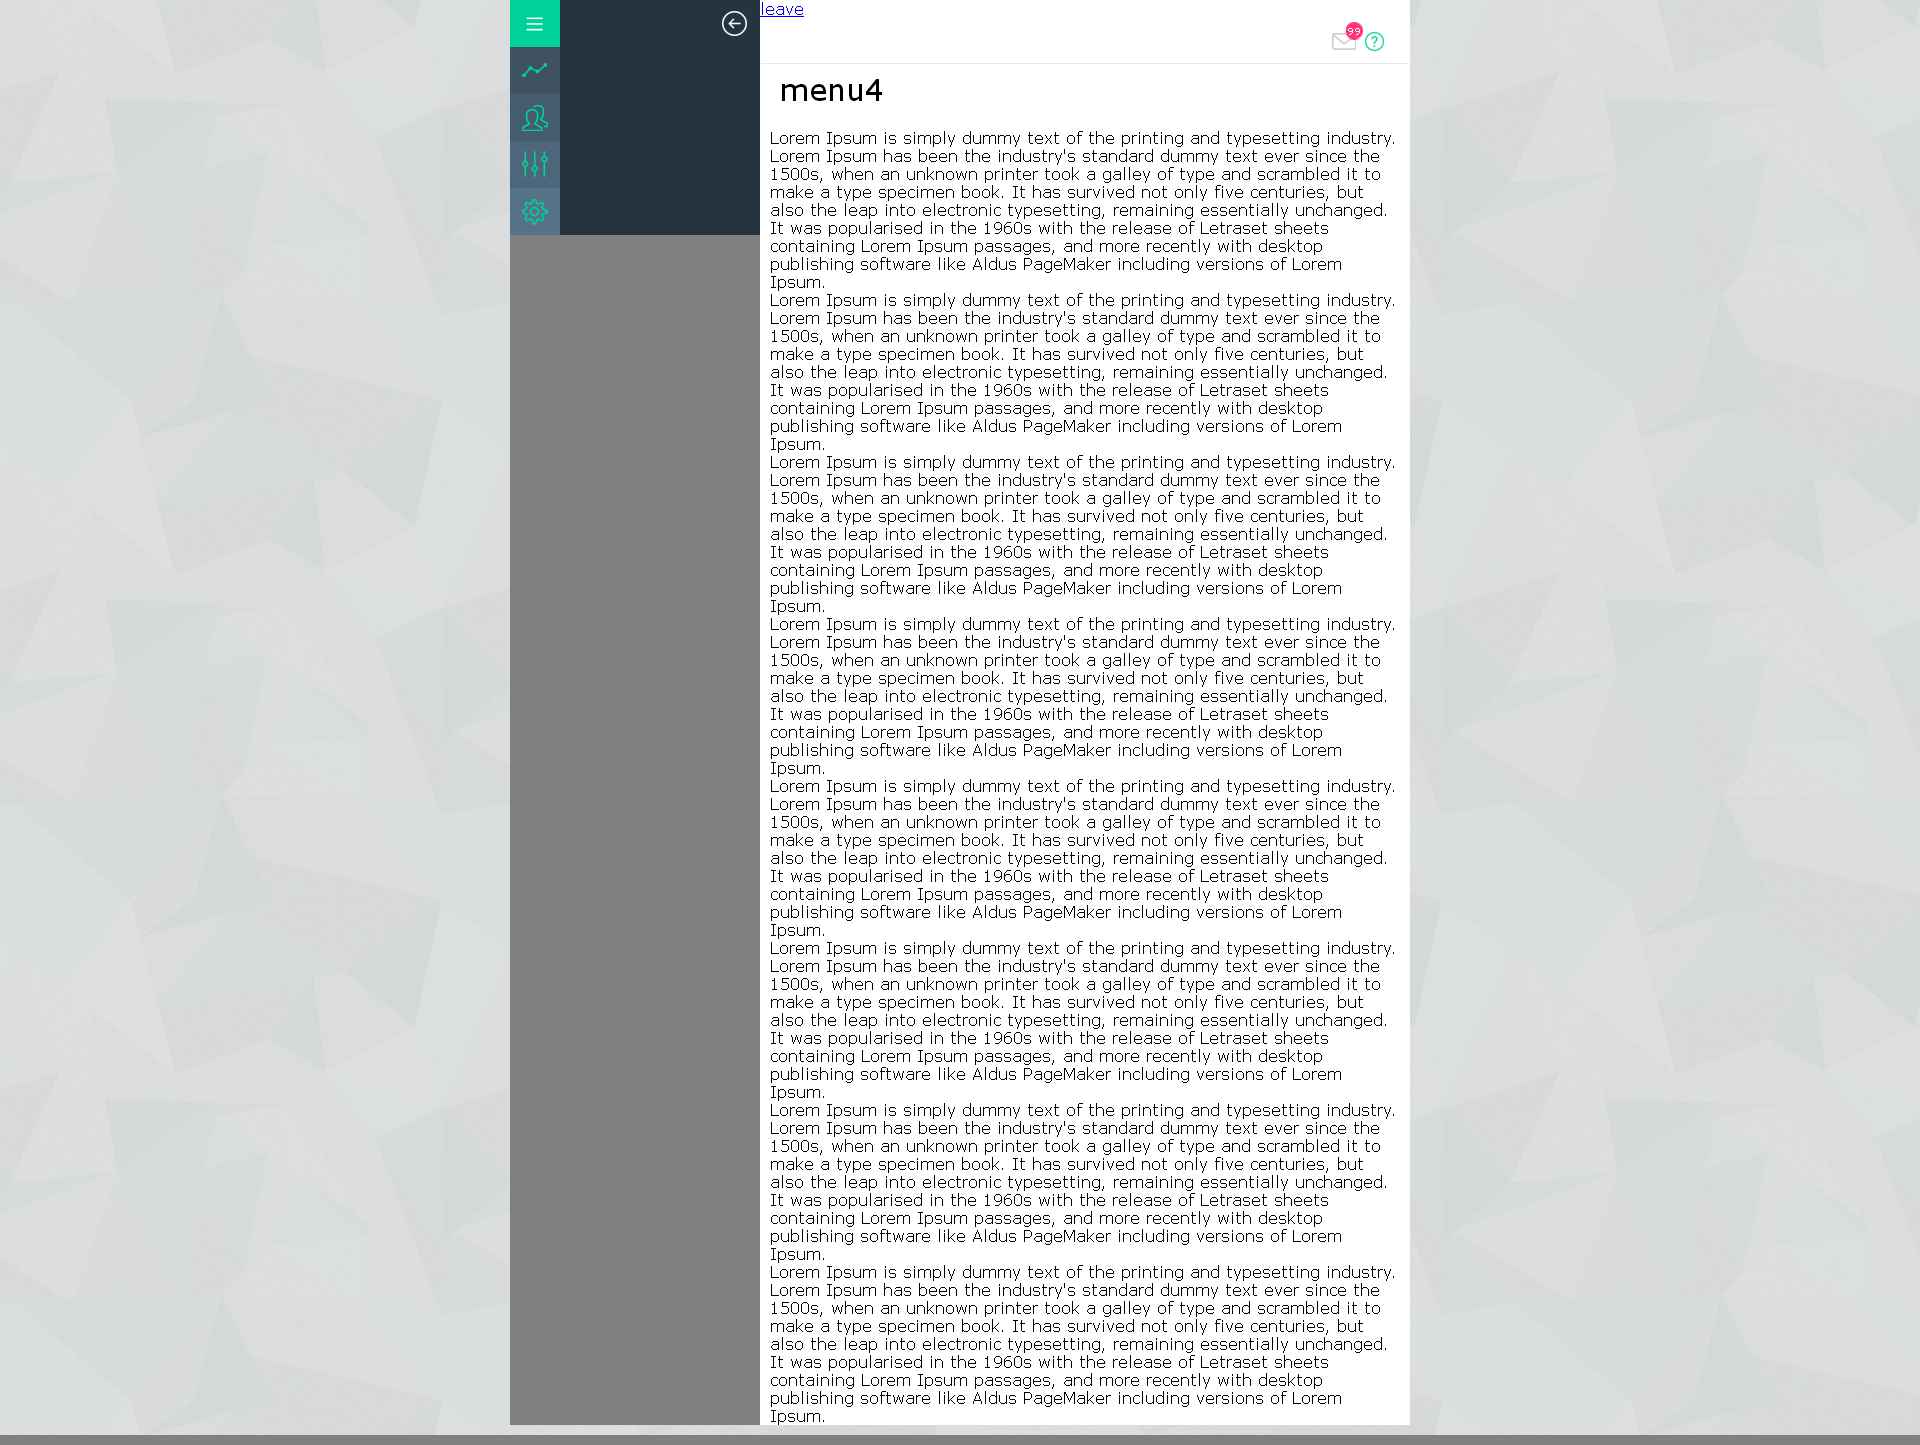 leave
99
?
menu4
Lorem Ipsum is simply dummy text of the printing and typesetting industry.
Lorem Ipsum has been the industry's standard dummy text ever since the
1500s, when an unknown printer took a galley of type and scrambled it to
make a type specimen book. It has survived not only five centuries, but
also the leap into electronic typesetting, remaining essentially unchanged.
It was popularised in the 1960s with the release of Letraset sheets
containing Lorem Ipsum passages, and more recently with desktop
publishing software like Aldus PageMaker including versions of Lorem
Ipsum.
Lorem Ipsum is simply dummy text of the printing and typesetting industry.
Lorem Ipsum has been the industry's standard dummy text ever since the
1500s, when an unknown printer took a galley of type and scrambled it to
make a type specimen book. It has survived not only five centuries, but
also the leap into electronic typesetting, remaining essentially unchanged.
It was popularised in the 1960s with the release of Letraset sheets
containing Lorem Ipsum passages, and more recently with desktop
publishing software like Aldus PageMaker including versions of Lorem
Ipsum.
Lorem Ipsum is simply dummy text of the printing and typesetting industry.
Lorem Ipsum has been the industry's standard dummy text ever since the
1500s, when an unknown printer took a galley of type and scrambled it to
make a type specimen book. It has survived not only five centuries, but
also the leap into electronic typesetting, remaining essentially unchanged.
It was popularised in the 1960s with the release of Letraset sheets
containing Lorem Ipsum passages, and more recently with desktop
publishing software like Aldus PageMaker including versions of Lorem
Ipsum.
Lorem Ipsum is simply dummy text of the printing and typesetting industry.
Lorem Ipsum has been the industry's standard dummy text ever since the
1500s, when an unknown printer took a galley of type and scrambled it to
make a type specimen book. It has survived not only five centuries, but
also the leap into electronic typesetting, remaining essentially unchanged.
It was popularised in the 1960s with the release of Letraset sheets
containing Lorem Ipsum passages, and more recently with desktop
publishing software like Aldus PageMaker including versions of Lorem
Ipsum.
Lorem Ipsum is simply dummy text of the printing and typesetting industry.
Lorem Ipsum has been the industry's standard dummy text ever since the
1500s, when an unknown printer took a galley of type and scrambled it to
make a type specimen book. It has survived not only five centuries, but
also the leap into electronic typesetting, remaining essentially unchanged.
It was popularised in the 1960s with the release of Letraset sheets
containing Lorem Ipsum passages, and more recently with desktop
publishing software like Aldus PageMaker including versions of Lorem
Ipsum.
Lorem Ipsum is simply dummy text of the printing and typesetting industry.
Lorem Ipsum has been the industry's standard dummy text ever since the
1500s, when an unknown printer took a galley of type and scrambled it to
make a type specimen book. It has survived not only five centuries, but
also the leap into electronic typesetting, remaining essentially unchanged.
It was popularised in the 1960s with the release of Letraset sheets
containing Lorem Ipsum passages, and more recently with desktop
publishing software like Aldus PageMaker including versions of Lorem
Ipsum.
Lorem Ipsum is simply dummy text of the printing and typesetting industry.
Lorem Ipsum has been the industry's standard dummy text ever since the
1500s, when an unknown printer took a galley of type and scrambled it to
make a type specimen book. It has survived not only five centuries, but
also the leap into electronic typesetting, remaining essentially unchanged.
It was popularised in the 1960s with the release of Letraset sheets
containing Lorem Ipsum passages, and more recently with desktop
publishing software like Aldus PageMaker including versions of Lorem
Ipsum.
Lorem Ipsum is simply dummy text of the printing and typesetting industry.
Lorem Ipsum has been the industry's standard dummy text ever since the
1500s, when an unknown printer took a galley of type and scrambled it to
make a type specimen book. It has survived not only five centuries, but
also the leap into electronic typesetting, remaining essentially unchanged.
It was popularised in the 1960s with the release of Letraset sheets
containing Lorem Ipsum passages, and more recently with desktop
publishing software like Aldus PageMaker including versions of Lorem
Ipsum.